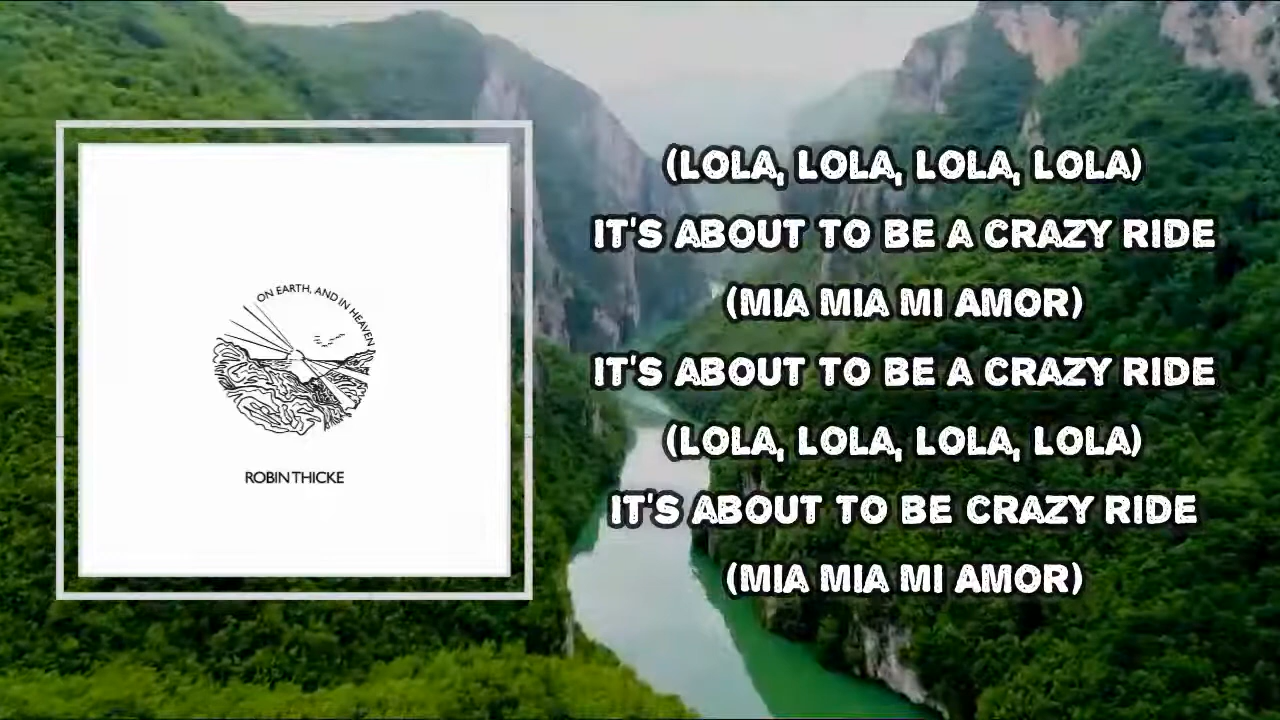 ON EARTH, AND IN HEAVEN
ROBIN THICKE
(LOLA, LOLA, LOLA, LOLA)
IT'S ABOUT TO BE A CRAZY RIDE
(MIA MIA MI AMOR)
IT'S ABOUT TO BE A CRAZY RIDE
(LOLA, LOLA, LOLA, LOLA)
IT'S ABOUT TO BE CRAZY RIDE
(MIA MIA MI AMOR)